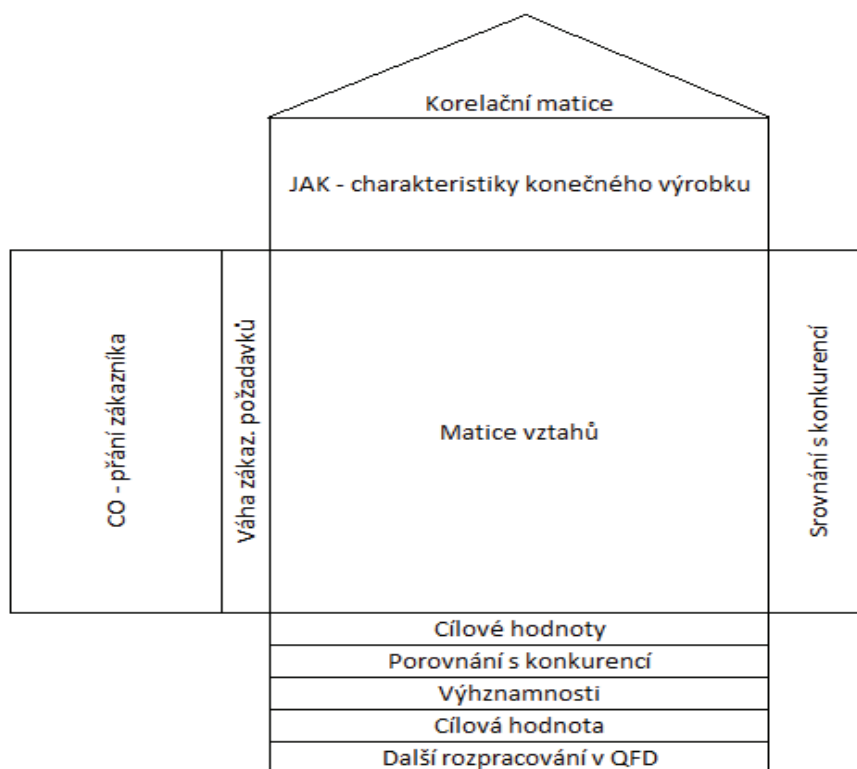 Korelační matice
JAK - charakteristiky konečného výrobku
CO - přání zákazníka
Váha zákaz. požadavků
Matice vztahů
Srovnání s konkurencí
Cílové hodnoty
Porovnání s konkurencí
Výhznamnosti
Cílová hodnota
Další rozpracování v QFD